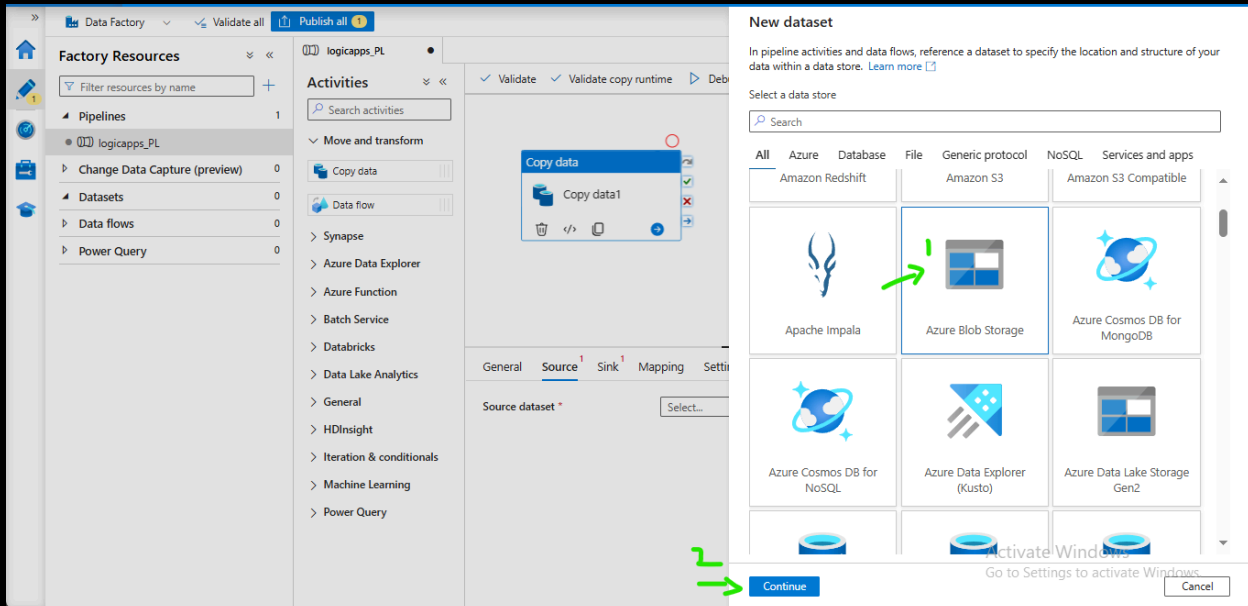 Data Factory
Validate all
Publish all 1
Factory Resources
Filter resources by name
Pipelines 1
logicapps_PL
Change Data Capture (preview) 0
Datasets 0
Data flows 0
Power Query 0
1
logicapps_PL
Activities
Search activities
Move and transform
Copy data
Data flow
Synapse
Azure Data Explorer
Azure Function
Batch Service
Databricks
Data Lake Analytics
General
HDInsight
Iteration & conditionals
Machine Learning
Power Query
Validate
Validate copy runtime
Debu
Copy data
Copy data1
General
Source 1
Sink 1
Mapping
Settin
Source dataset *
Select...
New dataset
In pipeline activities and data flows, reference a dataset to specify the location and structure of your
data within a data store. Learn more
Select a data store
Search
All Azure Database File Generic protocol NoSQL Services and apps
Amazon Redshift
Amazon S3
Amazon S3 Compatible
1
Apache Impala
Azure Blob Storage
Azure Cosmos DB for
MongoDB
Azure Cosmos DB for
NoSQL
Azure Data Explorer
(Kusto)
Azure Data Lake Storage
Gen2
Activate Windows
Go to Settings to activate Windows.
2
Continue
Cancel